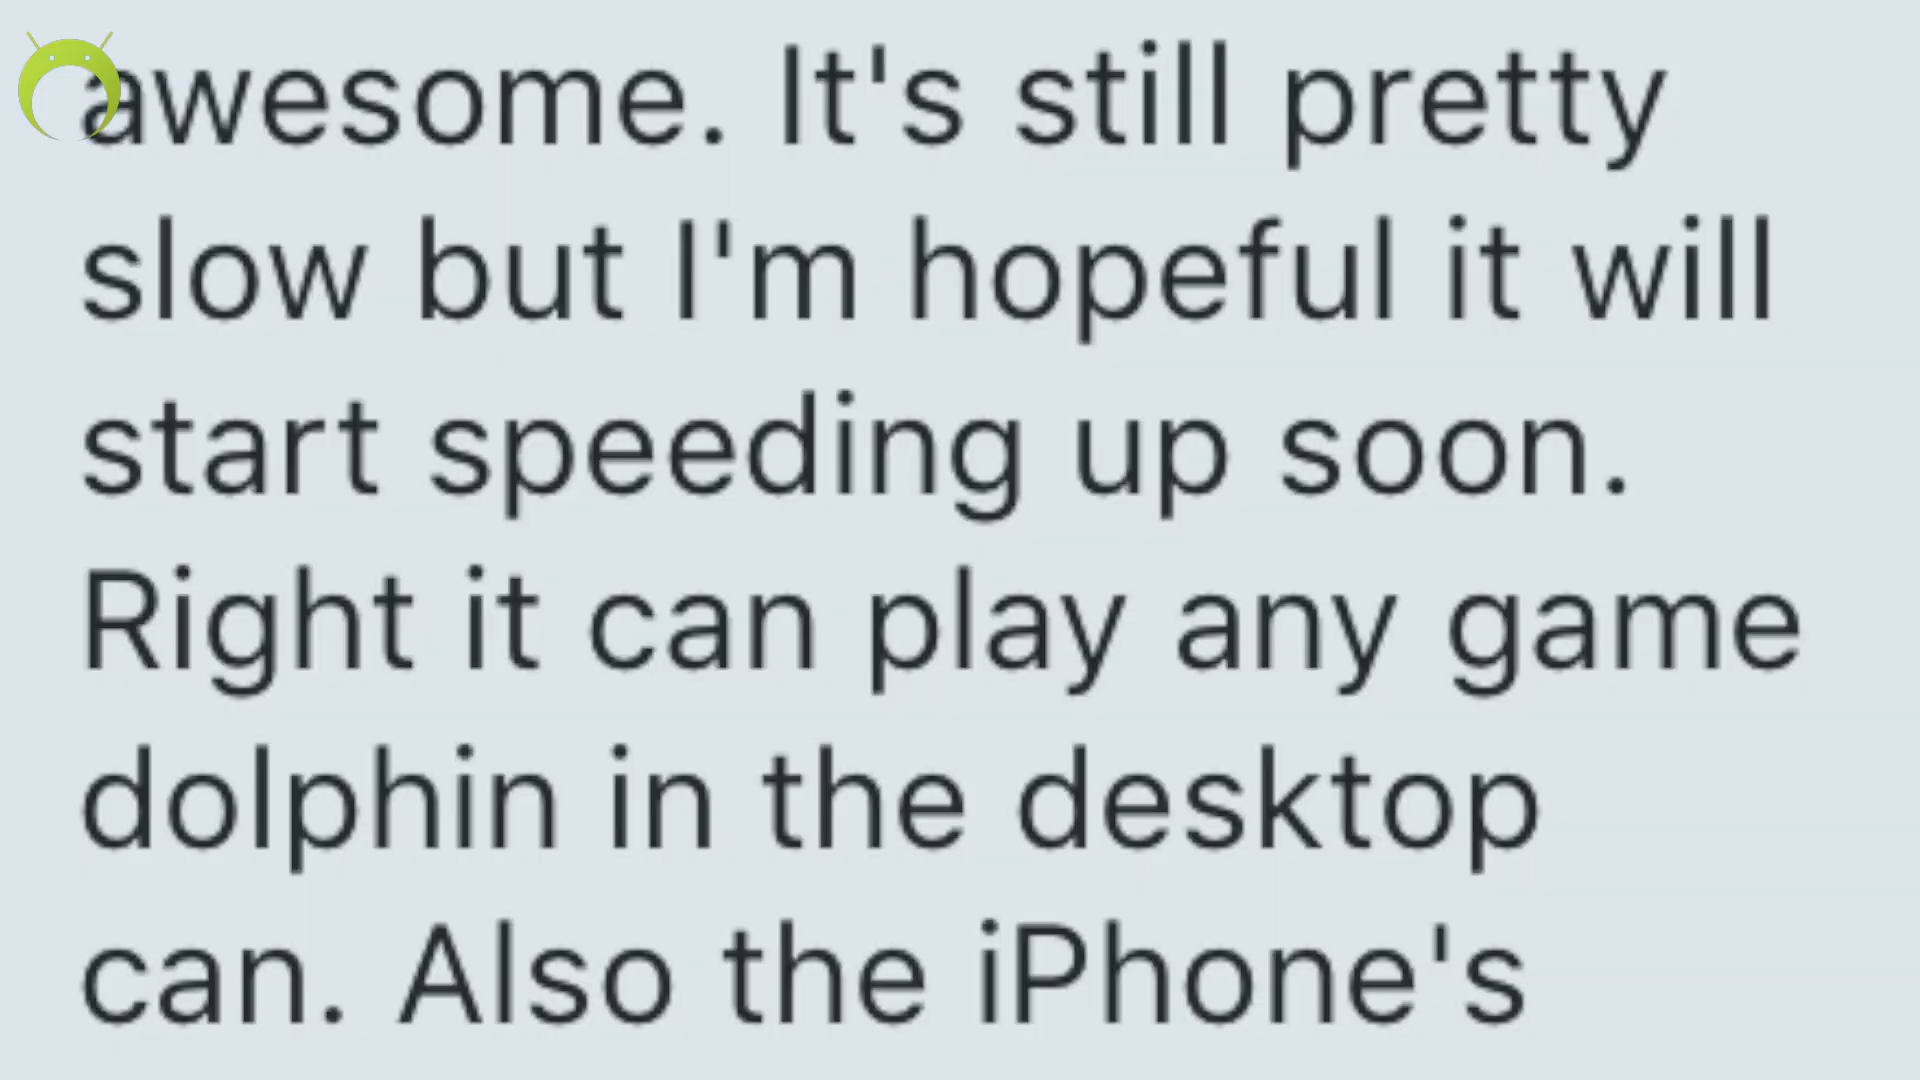 awesome. It's still pretty
slow but I'm hopeful it will
start speeding up soon.
Right it can play any game
dolphin in the desktop
can. Also the iPhone's